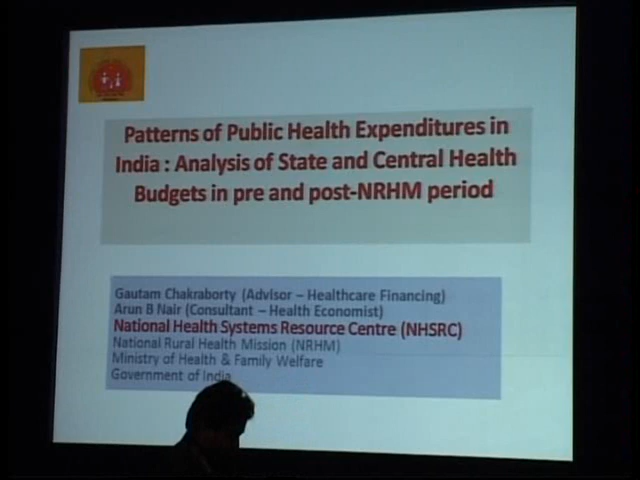 Patterns of Public Health Expenditures in
India : Analysis of State and Central Health
Budgets in pre and post-NRHM period
Gautam Chakraborty (Advisor – Healthcare Financing)
Arun B Nair (Consultant – Health Economist)
National Health Systems Resource Centre (NHSRC)
National Rural Health Mission (NRHM)
Ministry of Health & Family Welfare
Government of India